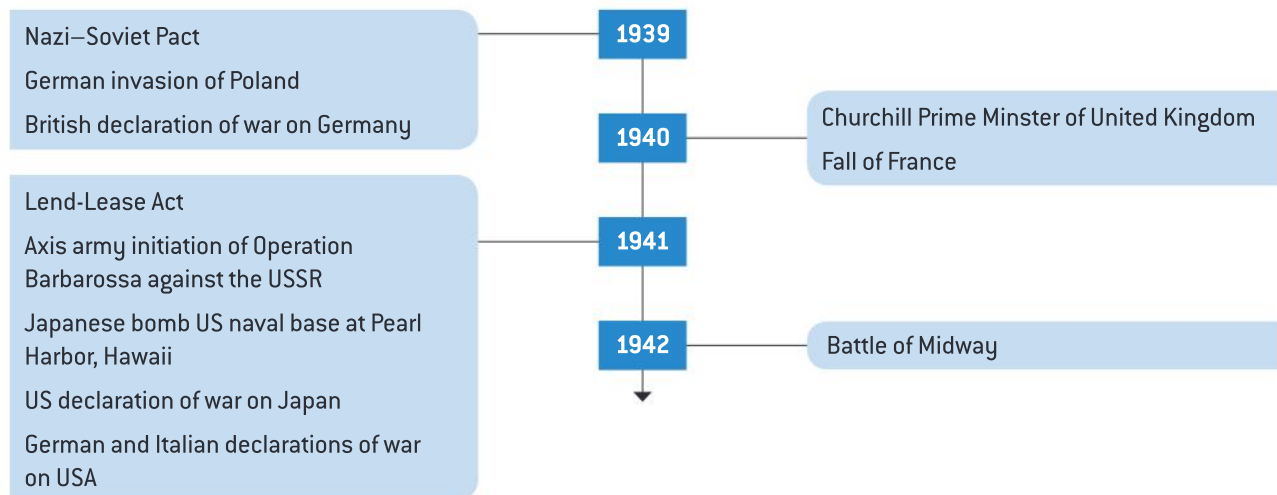 1939
Nazi–Soviet Pact
German invasion of Poland
British declaration of war on Germany
1940
Churchill Prime Minster of United Kingdom
Fall of France
1941
Lend-Lease Act
Axis army initiation of Operation
Barbarossa against the USSR
Japanese bomb US naval base at Pearl
Harbor, Hawaii
US declaration of war on Japan
German and Italian declarations of war
on USA
1942
Battle of Midway